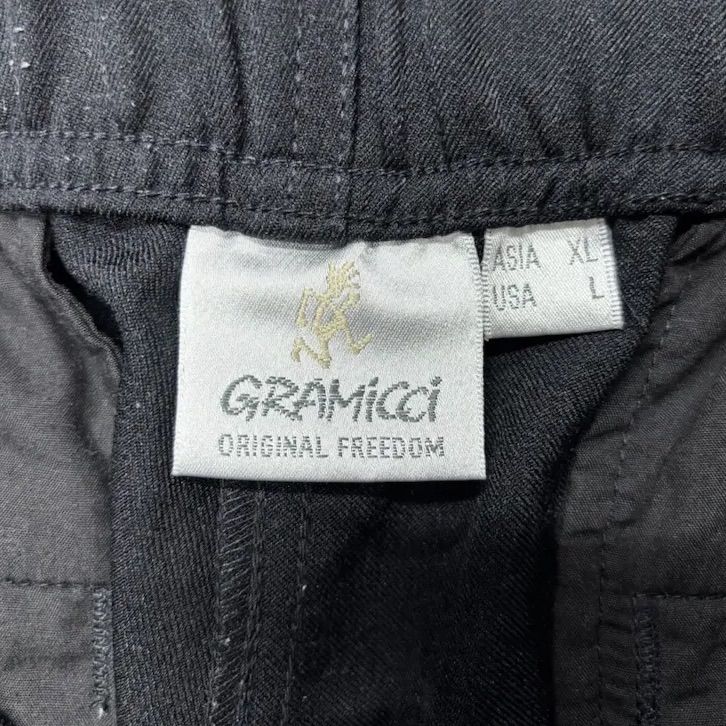 GRAMiCCi
ORIGINAL FREEDOM
ASIA XL
USA L